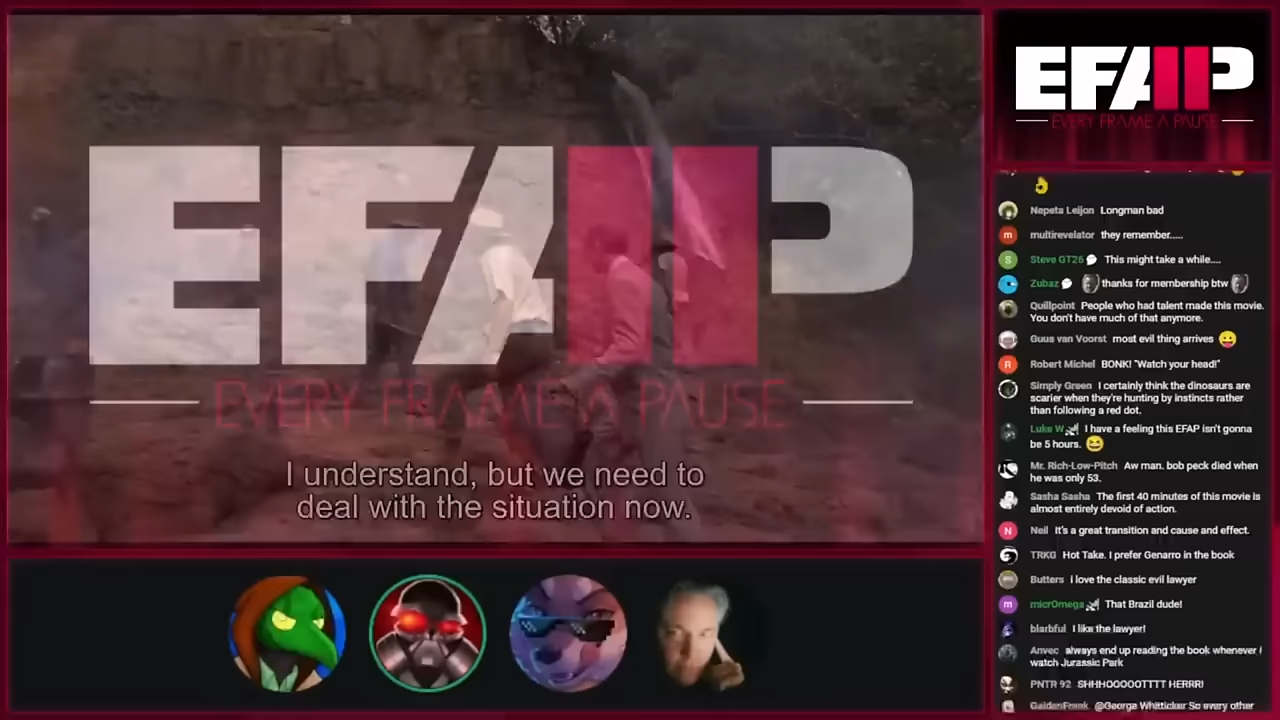 EFAP
EVERY FRAME A PAUSE
I understand, but we need to
deal with the situation now.
EFAP
EVERY FRAME A PAUSE
Nepeta Leijon Longman bad
m multirevelator they remember.....
S Steve GT26 This might take a while....
Zubaz thanks for membership btw
Quillpoint People who had talent made this movie.
You don't have much of that anymore.
Guus van Voorst most evil thing arrives
R Robert Michel BONK! "Watch your head!"
Simply Green I certainly think the dinosaurs are
scarier when they're hunting by instincts rather
than following a red dot.
Luke W I have a feeling this EFAP isn't gonna
be 5 hours.
Mr. Rich-Low-Pitch Aw man. bob peck died when
he was only 53.
Sasha Sasha The first 40 minutes of this movie is
almost entirely devoid of action.
N Neil It's a great transition and cause and effect.
TRKG Hot Take. I prefer Genarro in the book
Butters i love the classic evil lawyer
m micrOmega That Brazil dude!
blarbful I like the lawyer!
Anvec always end up reading the book whenever I
watch Jurassic Park
PNTR 92 SHHHOOOOTTTT HERRR!
GaidenFreak @George Whitticker So every other